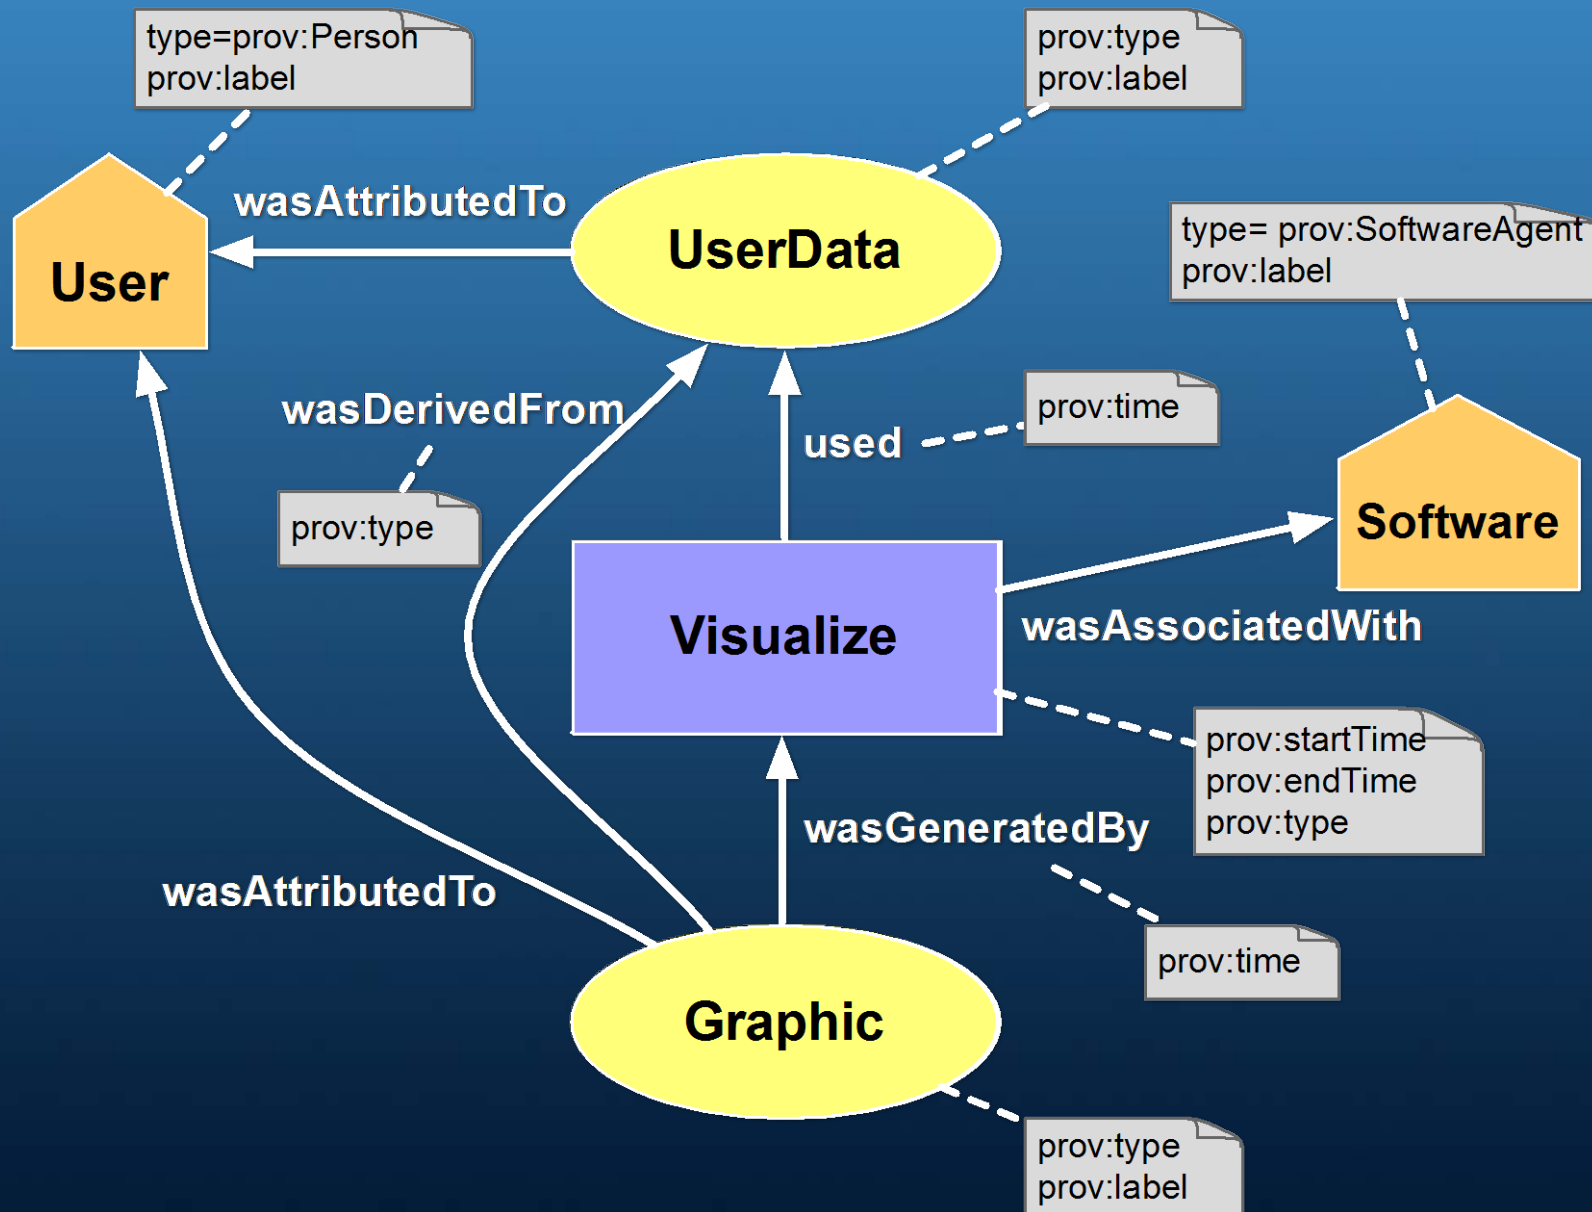 type=prov:Person
prov:label
prov:type
prov:label
wasAttributedTo
UserData
User
type= prov:SoftwareAgent
prov:label
wasDerivedFrom
prov:time
used
prov:type
Software
Visualize
wasAssociatedWith
prov:startTime
prov:endTime
prov:type
wasGeneratedBy
wasAttributedTo
prov:time
Graphic
prov:type
prov:label